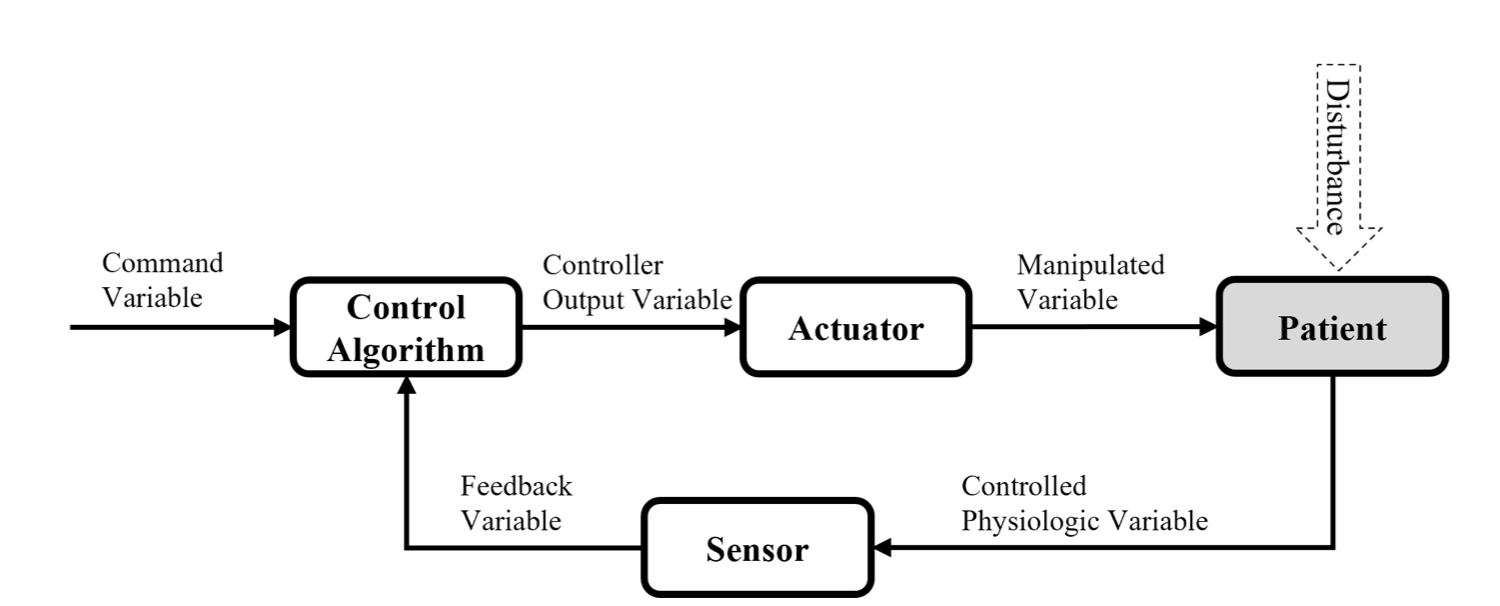 Disturbance
Command
Variable
Controller
Output Variable
Manipulated
Variable
Control
Algorithm
Actuator
Patient
Feedback
Variable
Controlled
Physiologic Variable
Sensor